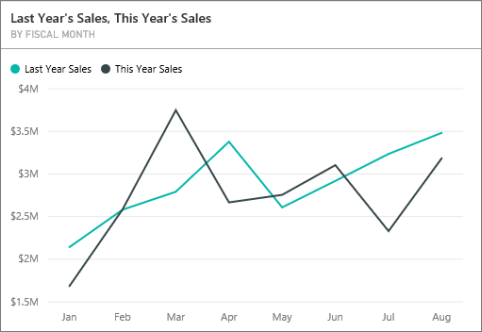 Last Year's Sales, This Year's Sales
BY FISCAL MONTH
Last Year Sales This Year Sales
$4M
$3.5M
$3M
$2.5M
$2M
$1.5M
Jan Feb Mar Apr May Jun Jul Aug